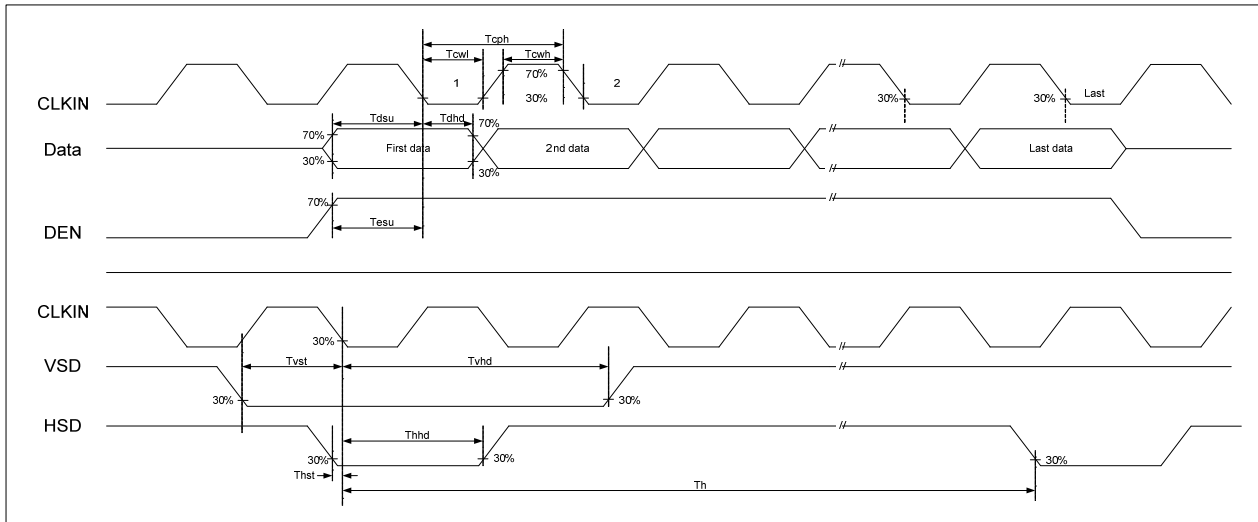 Tcph
Tcwl
Tcwh
1
70%
2
30%
30%
30%
Last
CLKIN
Tdsu
Tdhd
70%
70%
Data
First data
2nd data
Last data
30%
30%
70%
DEN
Tesu
CLKIN
30%
VSD
Tvst
Tvhd
30%
30%
HSD
Thhd
30%
30%
30%
Thst
Th
//
//
//
//
//